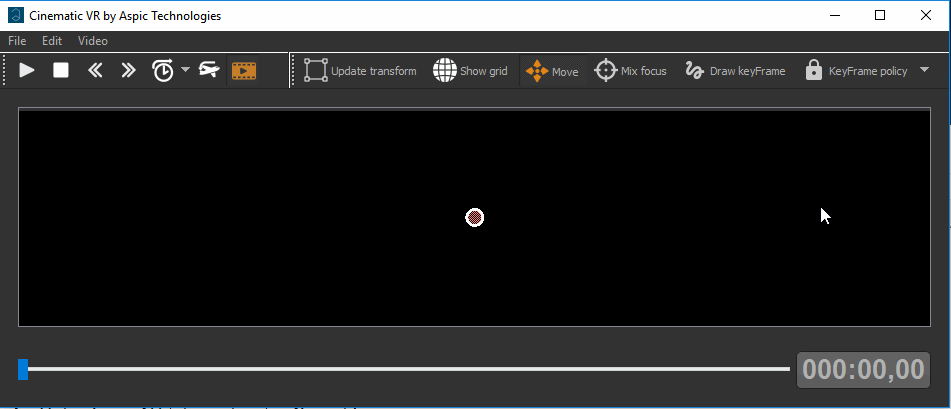 Cinematic VR by Aspic Technologies
File Edit Video
Update transform Show grid Move Mix focus Draw keyFrame KeyFrame policy
000:00,00